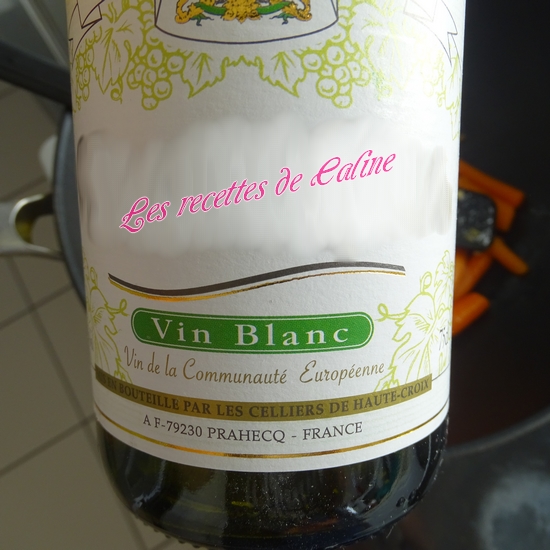 Les recettes de Caline
Vin Blanc
Vin de la Communauté Européenne
EN BOUTEILLE PAR LES CELLIERS DE HAUTE-CROIX
A F-79230 PRAHECQ - FRANCE